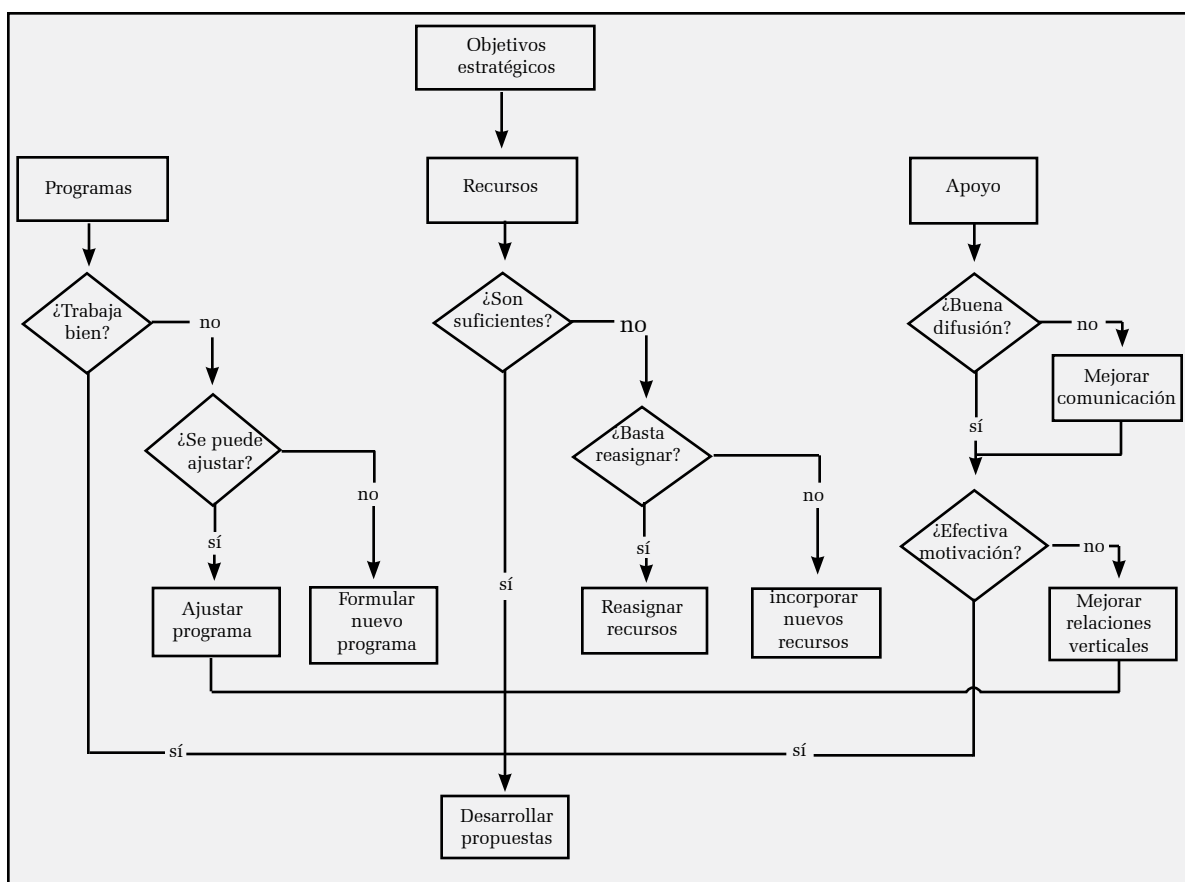 Objetivos
estratégicos
Programas
Recursos
Apoyo
¿Trabaja
bien?
no
¿Son
suficientes?
no
¿Buena
difusión?
no
Mejorar
comunicación
sí
¿Se puede
ajustar?
no
sí
¿Basta
reasignar?
no
sí
¿Efectiva
motivación?
no
Ajustar
programa
Formular
nuevo
programa
sí
Reasignar
recursos
incorporar
nuevos
recursos
Mejorar
relaciones
verticales
sí
sí
Desarrollar
propuestas